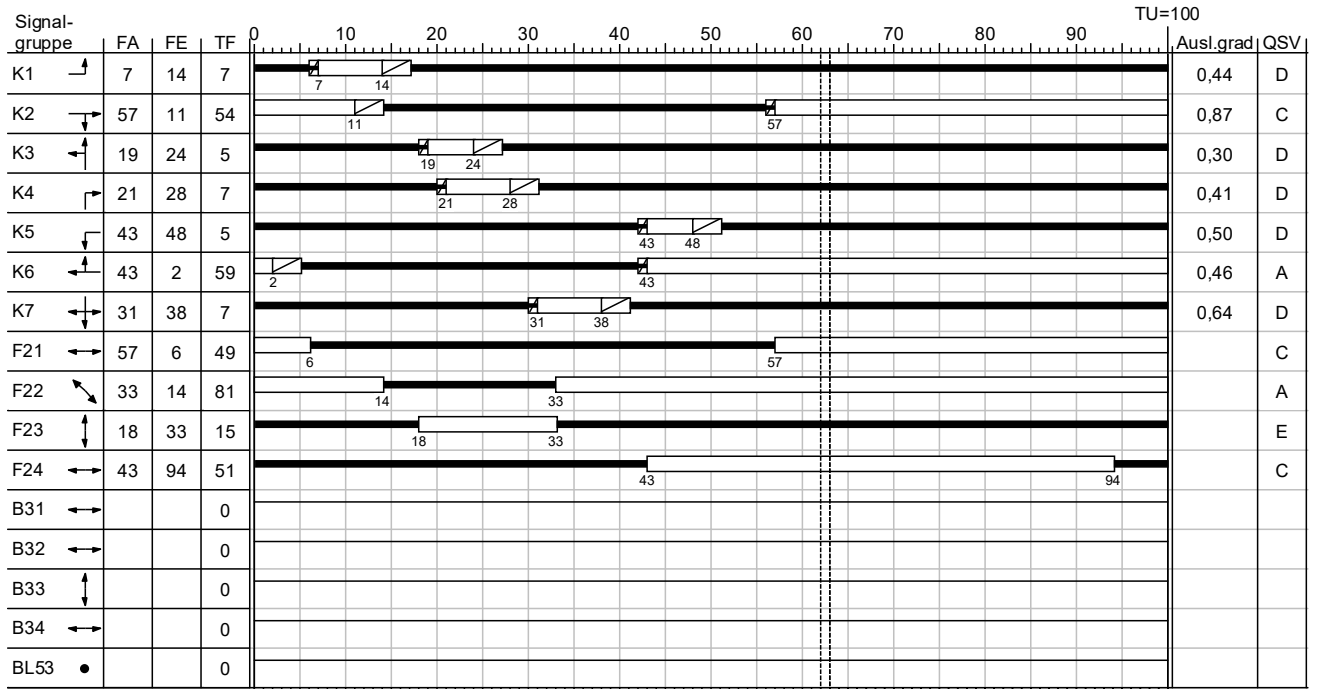 TU=100
Signal-
gruppe FA FE TF 0 10 20 30 40 50 60 70 80 90 Ausl.grad QSV
K1 7 14 7 7 14 0,44 D
K2 57 11 54 11 57 0,87 C
K3 19 24 5 19 24 0,30 D
K4 21 28 7 21 28 0,41 D
K5 43 48 5 43 48 0,50 D
K6 43 2 59 2 43 0,46 A
K7 31 38 7 31 38 0,64 D
F21 57 6 49 6 57 C
F22 33 14 81 14 33 A
F23 18 33 15 18 33 E
F24 43 94 51 43 94 C
B31 0
B32 0
B33 0
B34 0
BL53 0